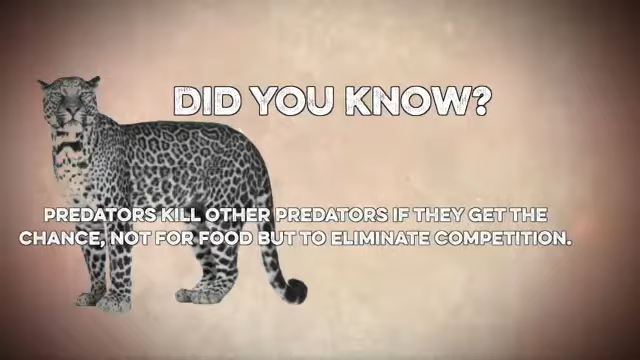 DID YOU KNOW?
PREDATORS KILL OTHER PREDATORS IF THEY GET THE
CHANCE, NOT FOR FOOD BUT TO ELIMINATE COMPETITION.